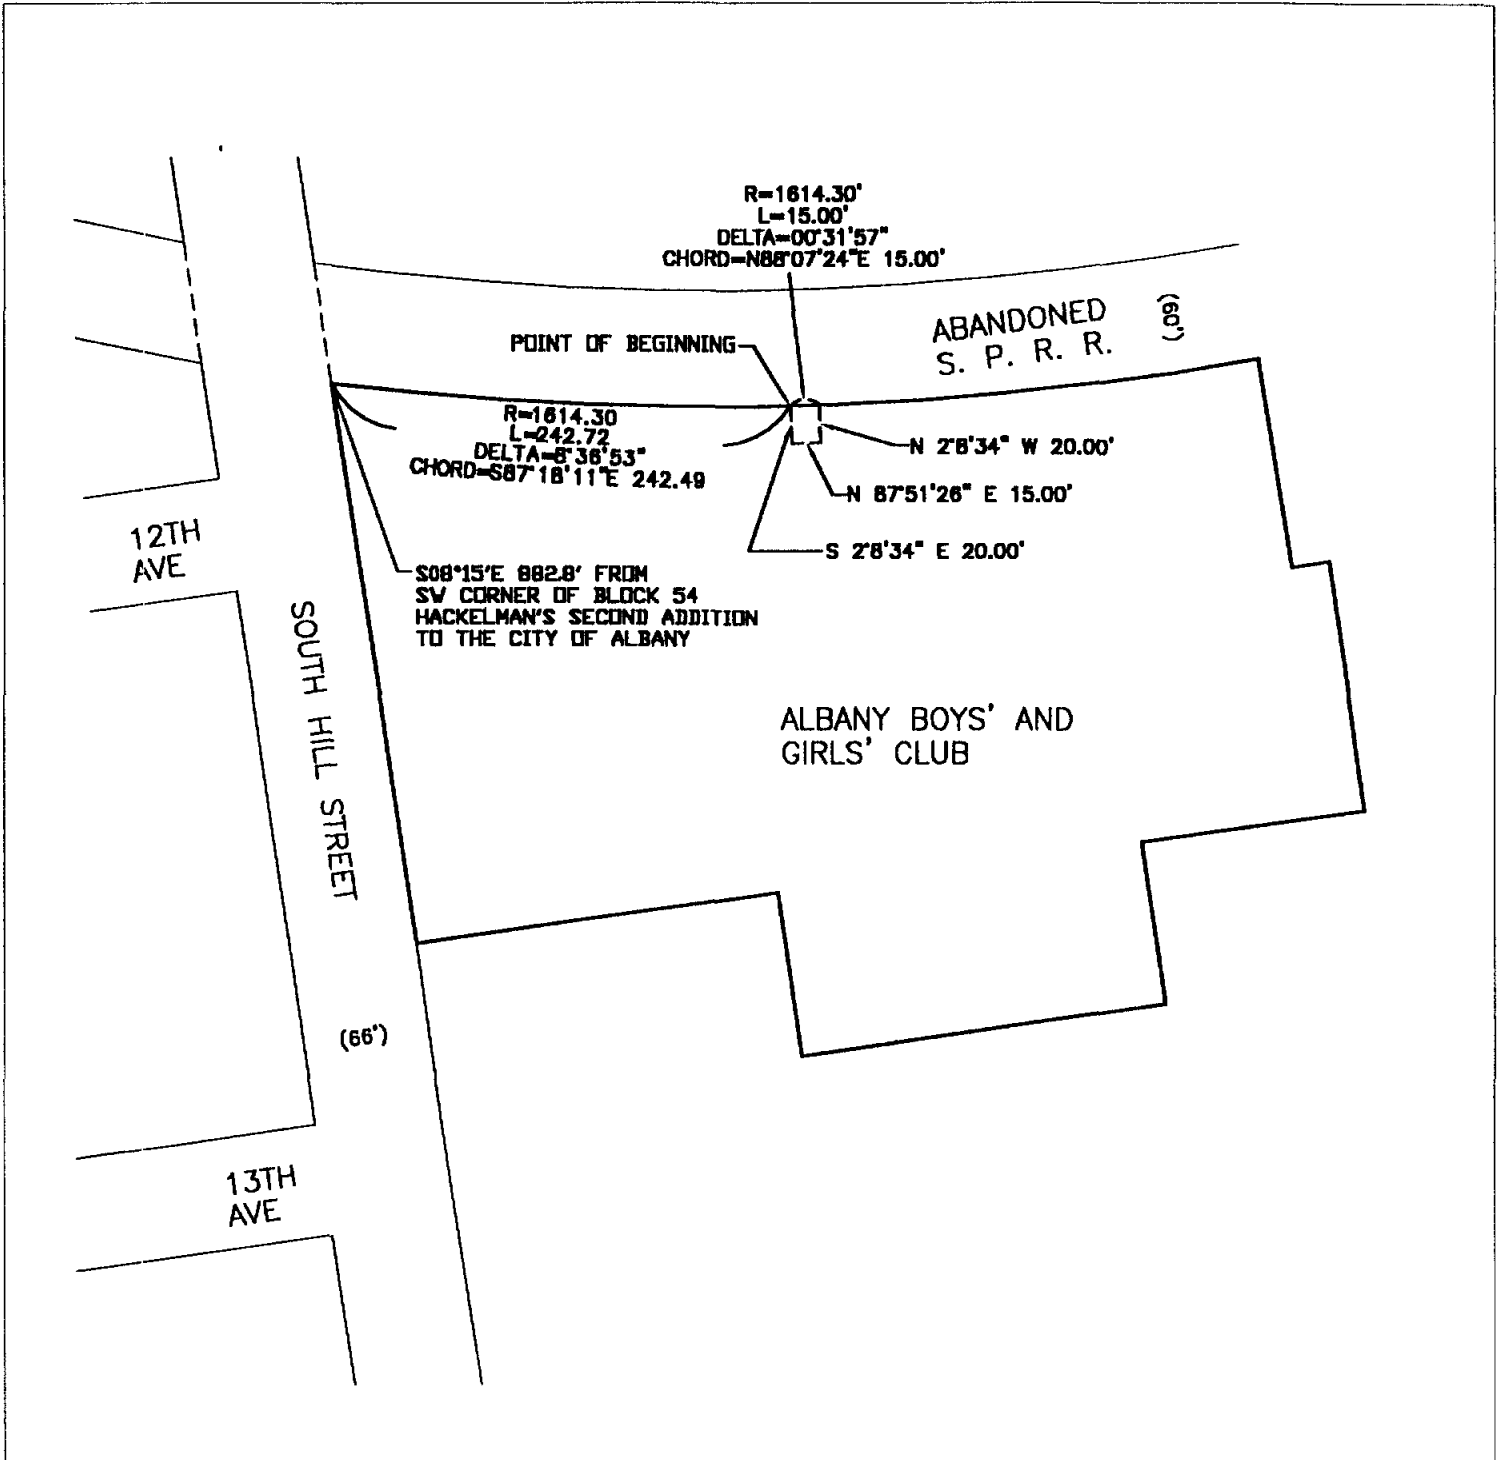 R=1614.30'
L=15.00'
DELTA=00°31'57"
CHORD=N88°07'24"E 15.00'
ABANDONED
S. P. R. R.
(60')
POINT OF BEGINNING
R=1614.30
L=242.72
DELTA=8°36'53"
CHORD=S87°18'11"E 242.49
N 2°8'34" W 20.00'
N 87°51'26" E 15.00'
S 2°8'34" E 20.00'
12TH
AVE
S08°15'E 882.8' FROM
SW CORNER OF BLOCK 54
HACKELMAN'S SECOND ADDITION
TO THE CITY OF ALBANY
SOUTH HILL STREET
ALBANY BOYS' AND
GIRLS' CLUB
(66')
13TH
AVE